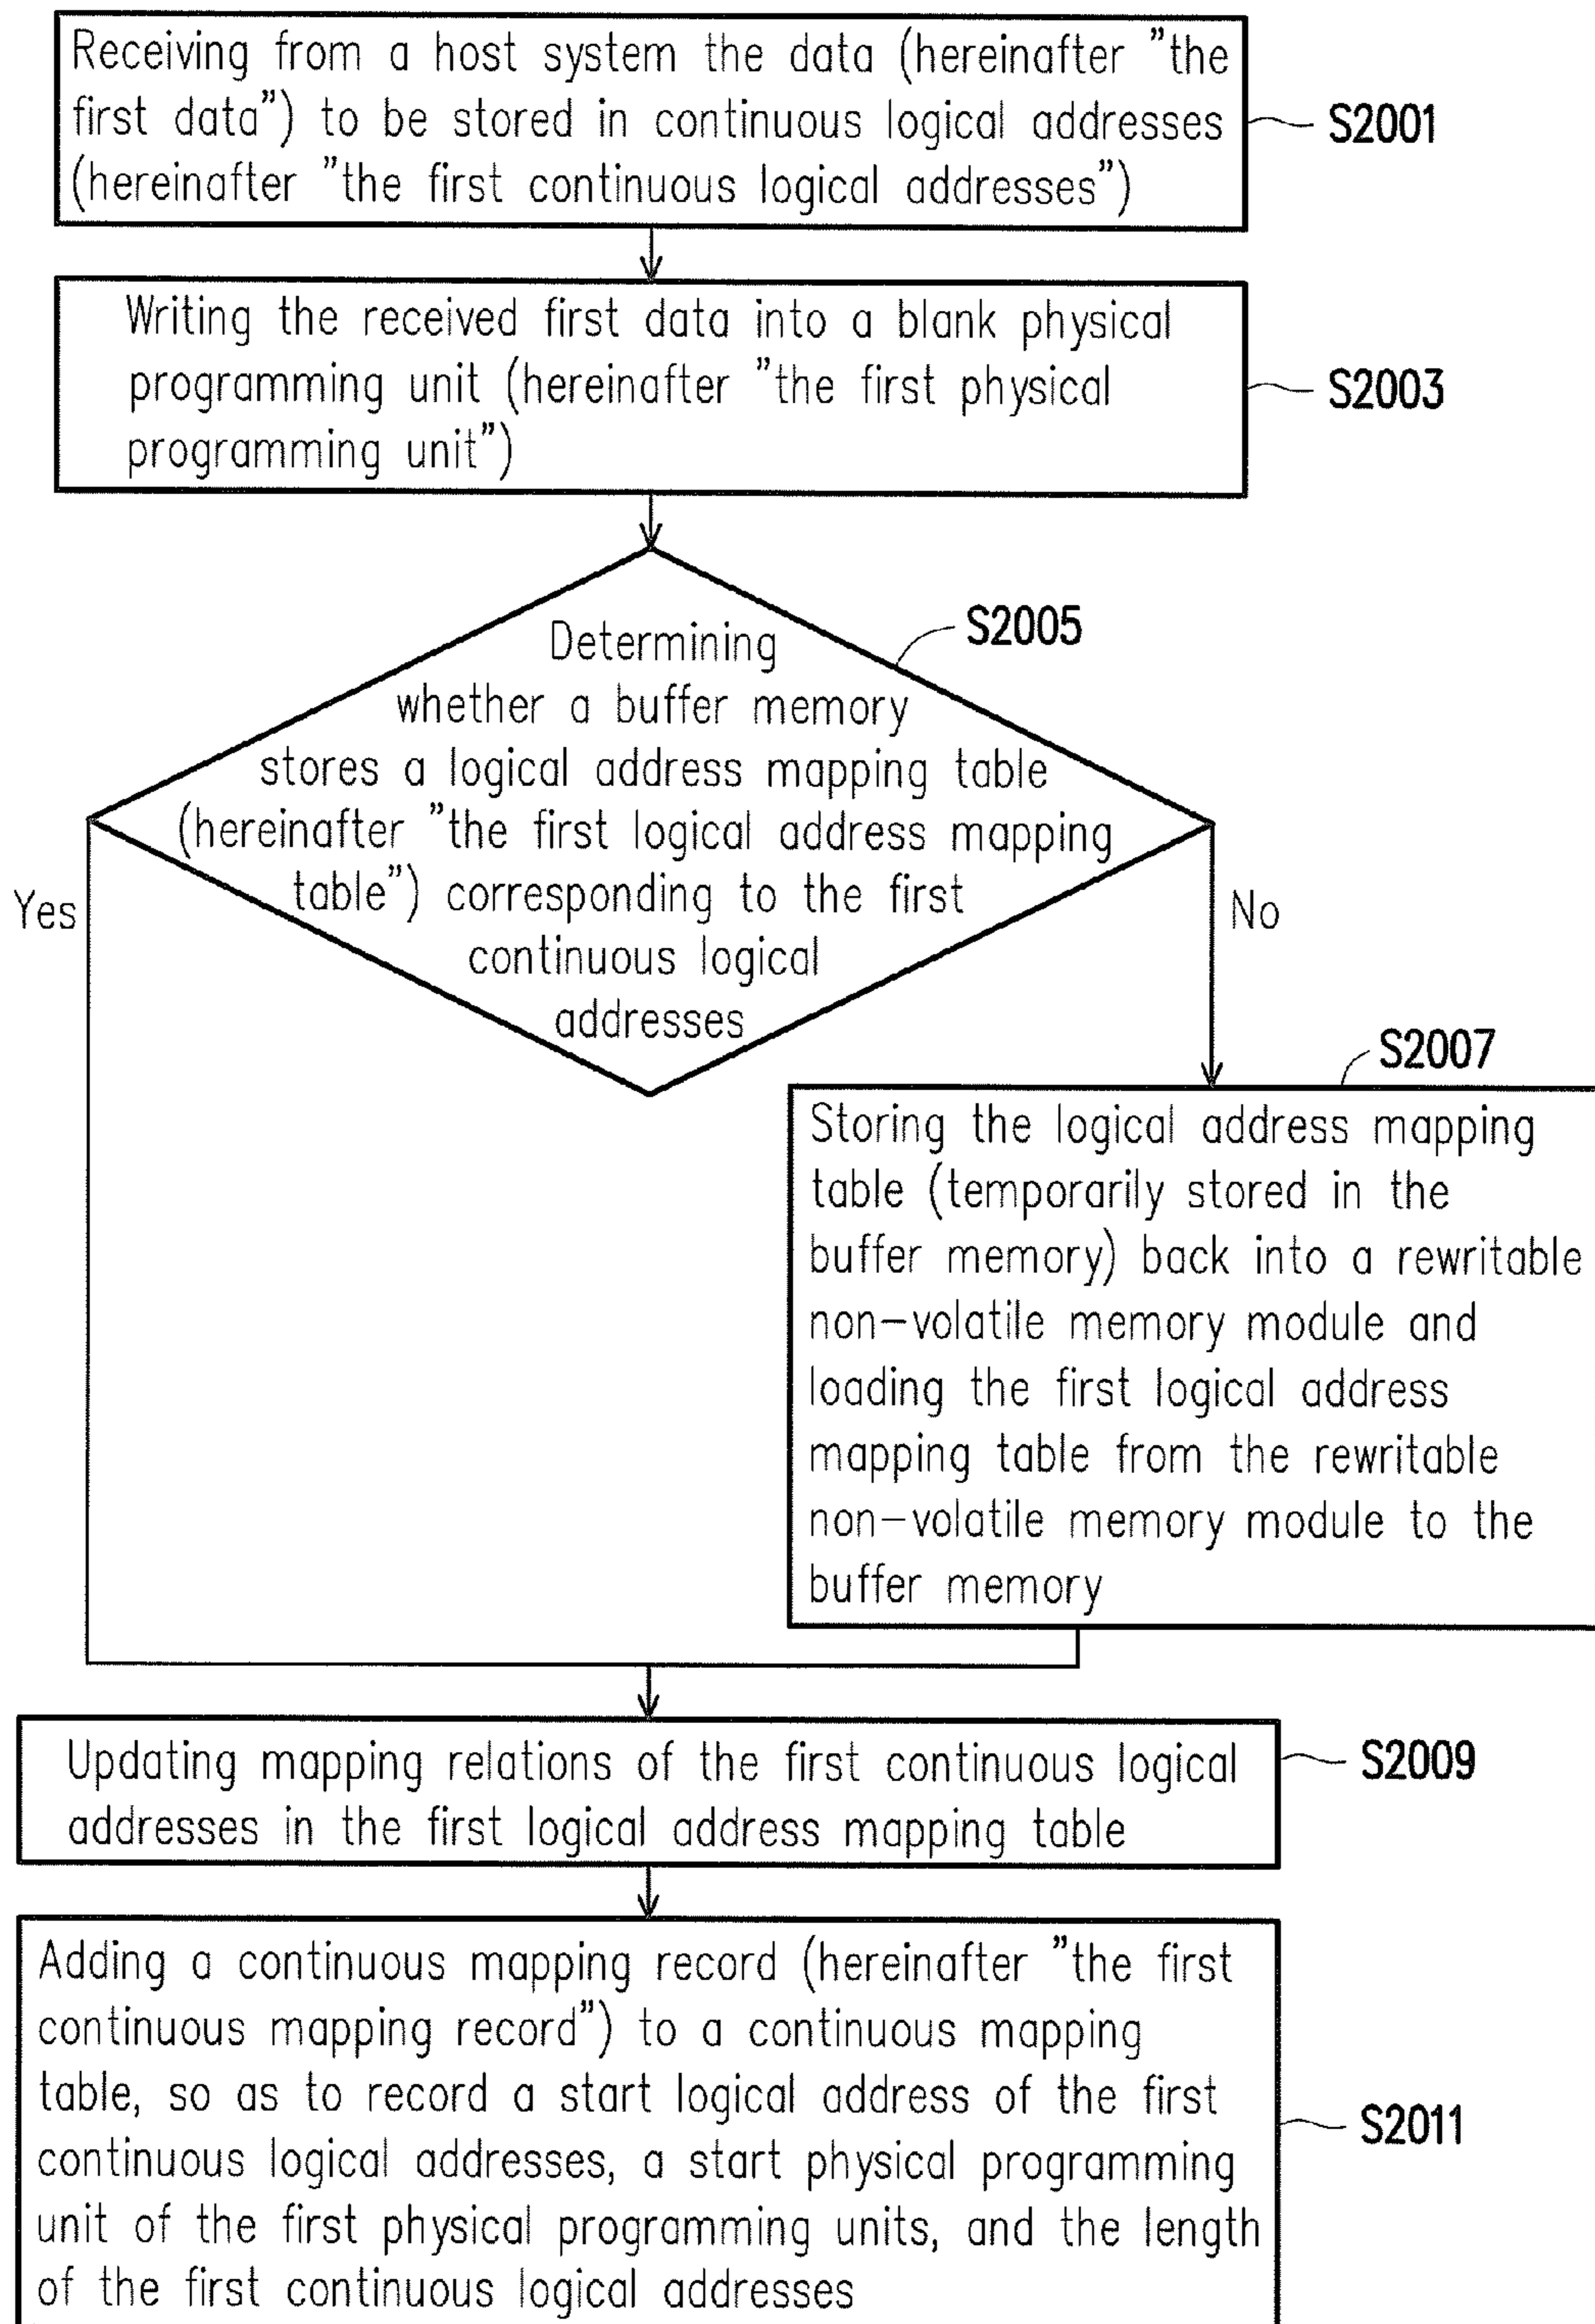 Receiving from a host system the data (hereinafter "the
first data") to be stored in continuous logical addresses
(hereinafter "the first continuous logical addresses")
S2001
Writing the received first data into a blank physical
programming unit (hereinafter "the first physical
programming unit")
S2003
S2005
Determining
whether a buffer memory
stores a logical address mapping table
(hereinafter "the first logical address mapping
table") corresponding to the first
continuous logical
addresses
Yes
No
S2007
Storing the logical address mapping
table (temporarily stored in the
buffer memory) back into a rewritable
non-volatile memory module and
loading the first logical address
mapping table from the rewritable
non-volatile memory module to the
buffer memory
Updating mapping relations of the first continuous logical
addresses in the first logical address mapping table
S2009
Adding a continuous mapping record (hereinafter "the first
continuous mapping record") to a continuous mapping
table, so as to record a start logical address of the first
continuous logical addresses, a start physical programming
unit of the first physical programming units, and the length
of the first continuous logical addresses
S2011